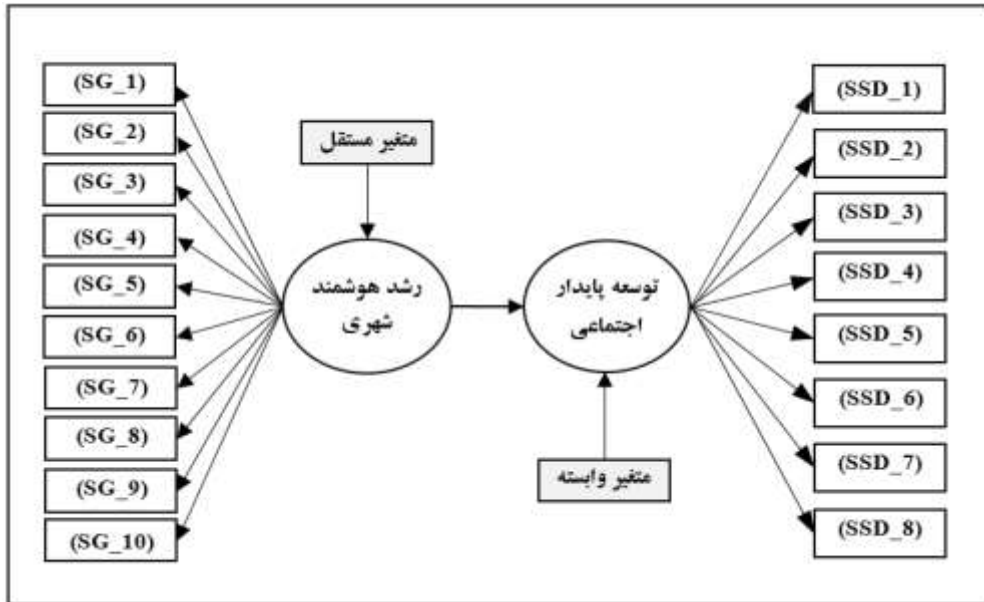 (SG_1)
(SG_2)
(SG_3)
(SG_4)
(SG_5)
(SG_6)
(SG_7)
(SG_8)
(SG_9)
(SG_10)
متغیر مستقل
رشد هوشمند
شهری
توسعه پایدار
اجتماعی
متغیر وابسته
(SSD_1)
(SSD_2)
(SSD_3)
(SSD_4)
(SSD_5)
(SSD_6)
(SSD_7)
(SSD_8)